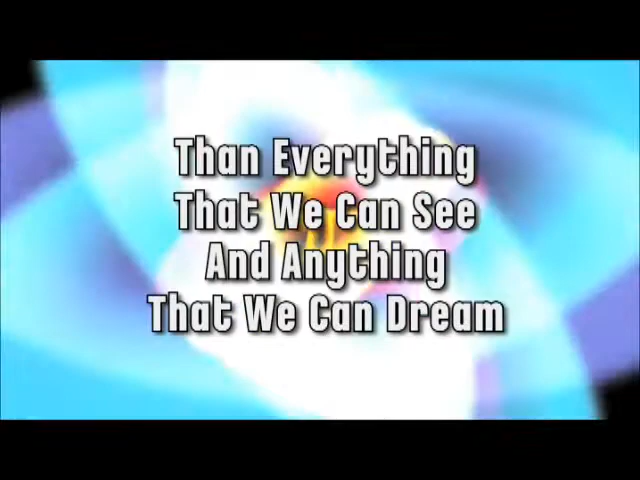 Than Everything
That We Can See
And Anything
That We Can Dream